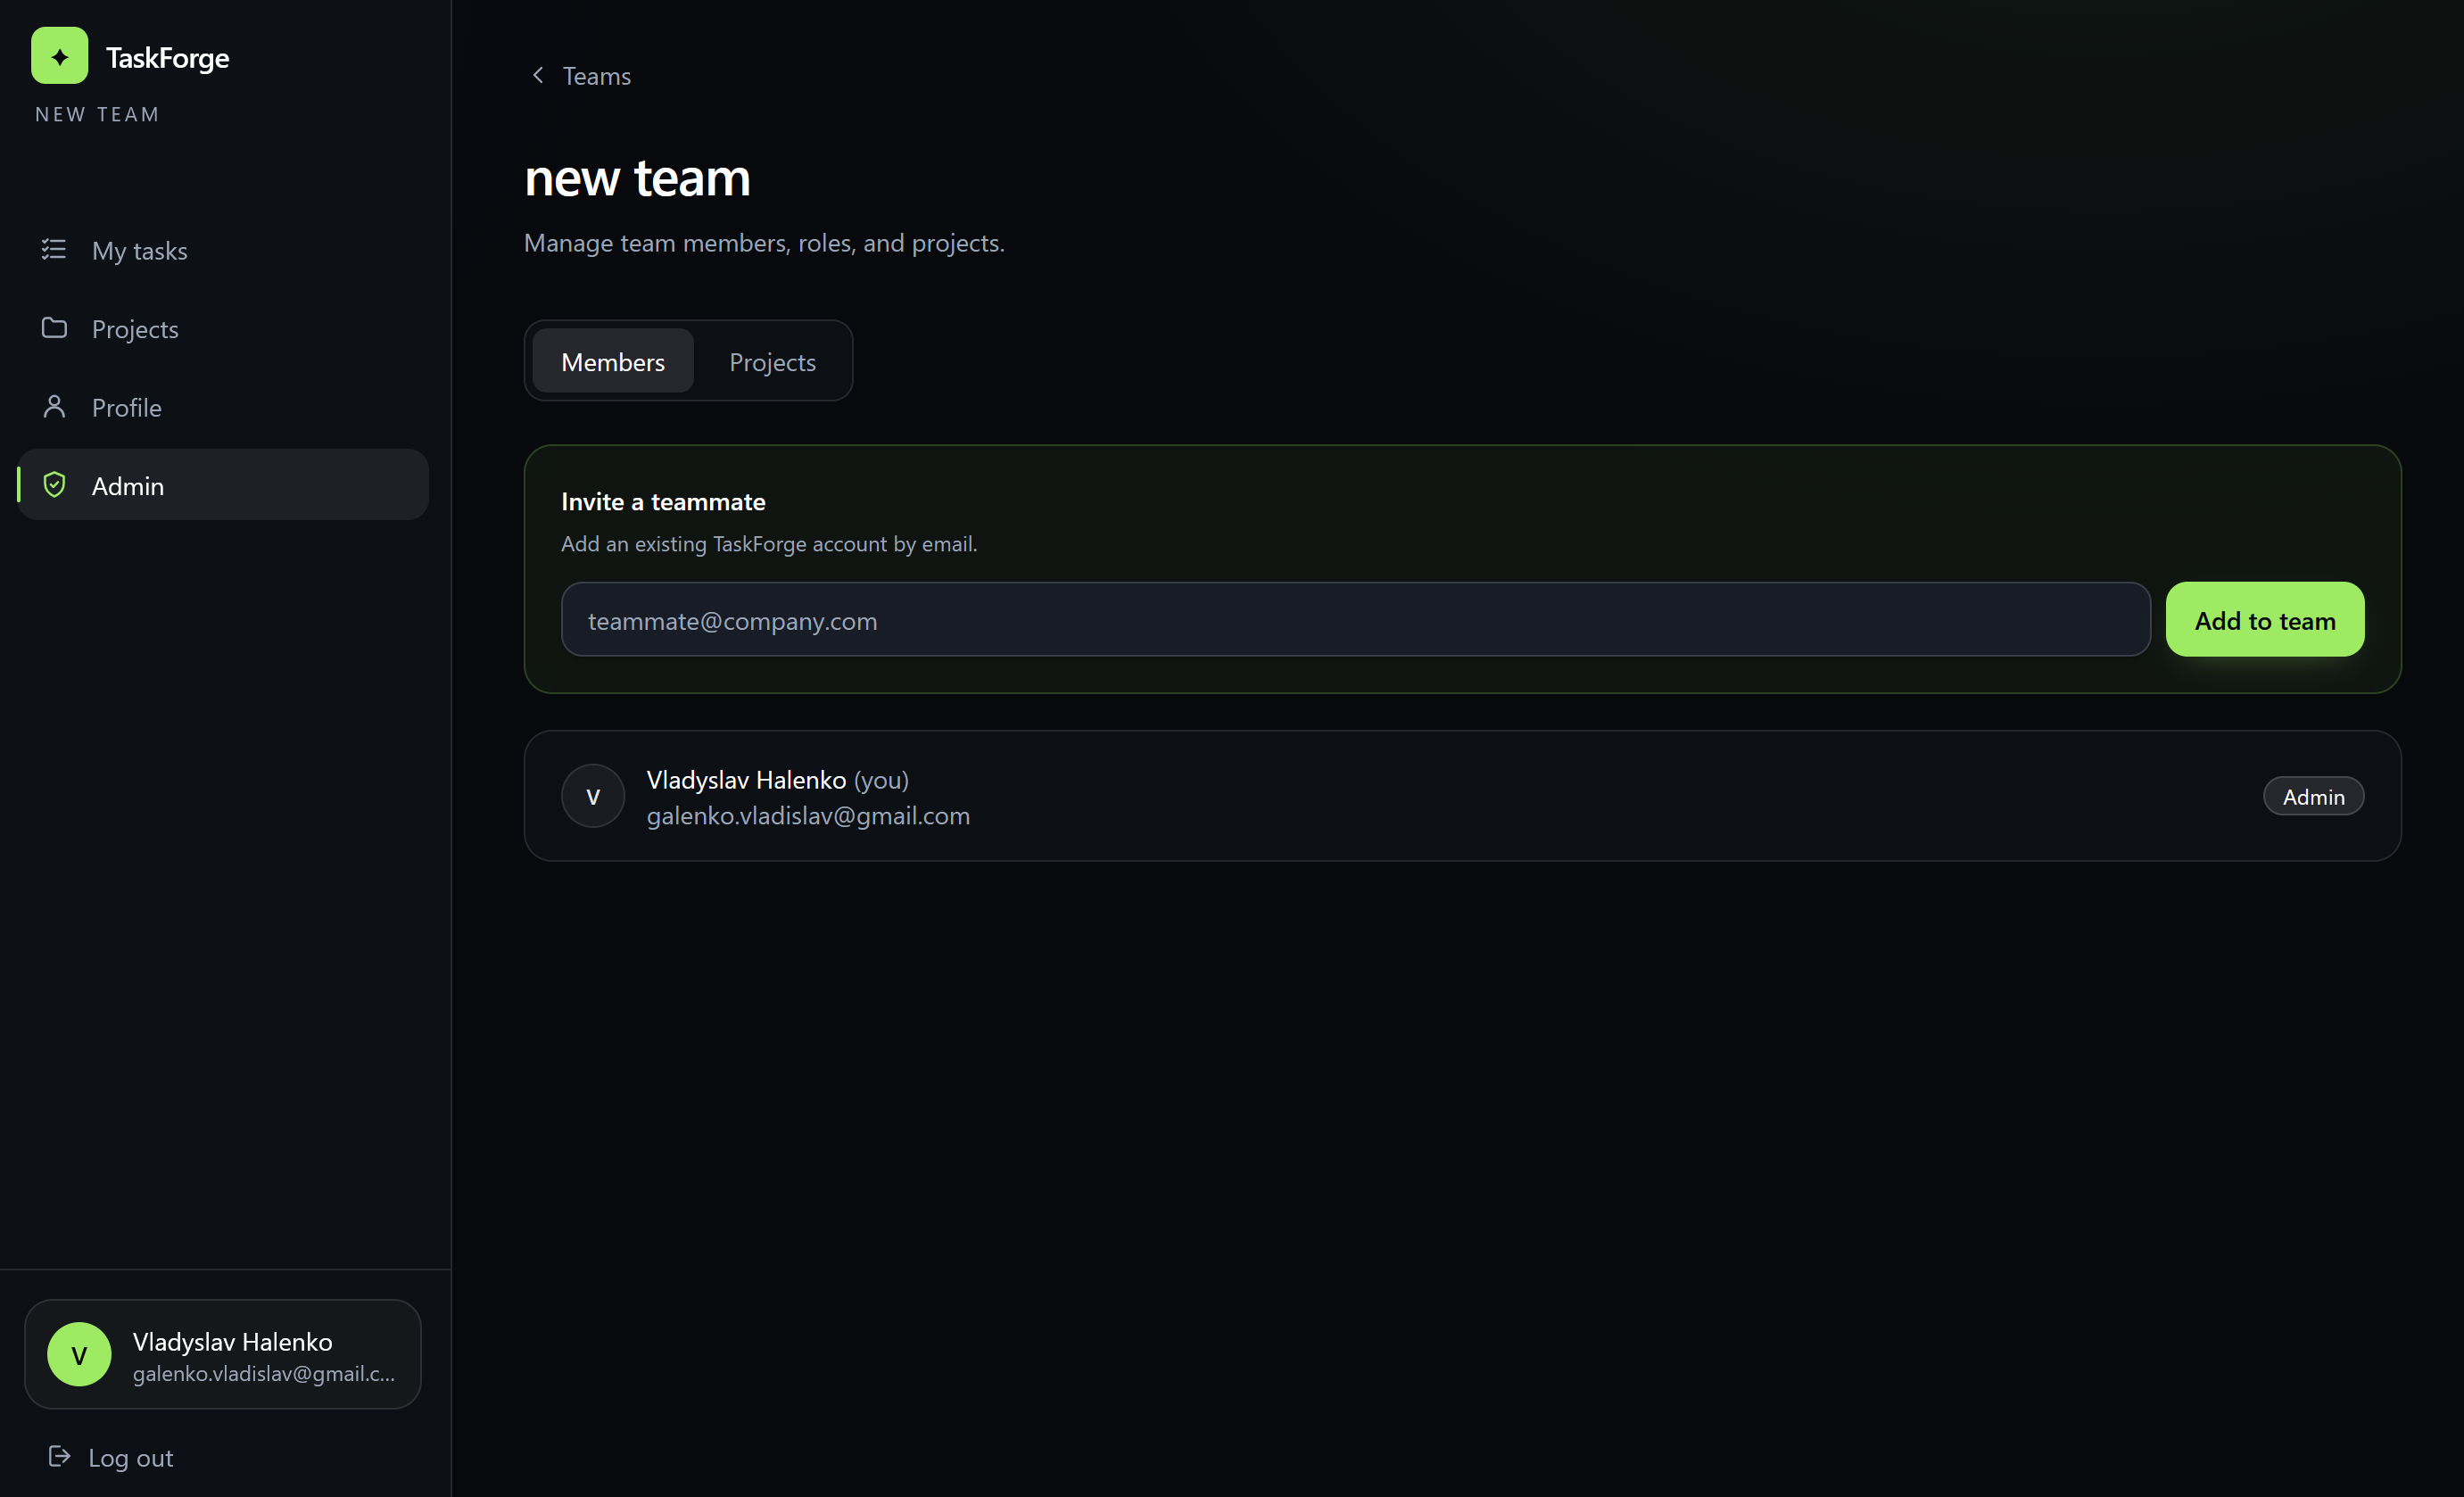 TaskForge
NEW TEAM
My tasks
Projects
Profile
Admin
V
Vladyslav Halenko
galenko.vladislav@gmail.c...
Log out
Teams
new team
Manage team members, roles, and projects.
Members
Projects
Invite a teammate
Add an existing TaskForge account by email.
teammate@company.com
Add to team
V
Vladyslav Halenko (you)
galenko.vladislav@gmail.com
Admin